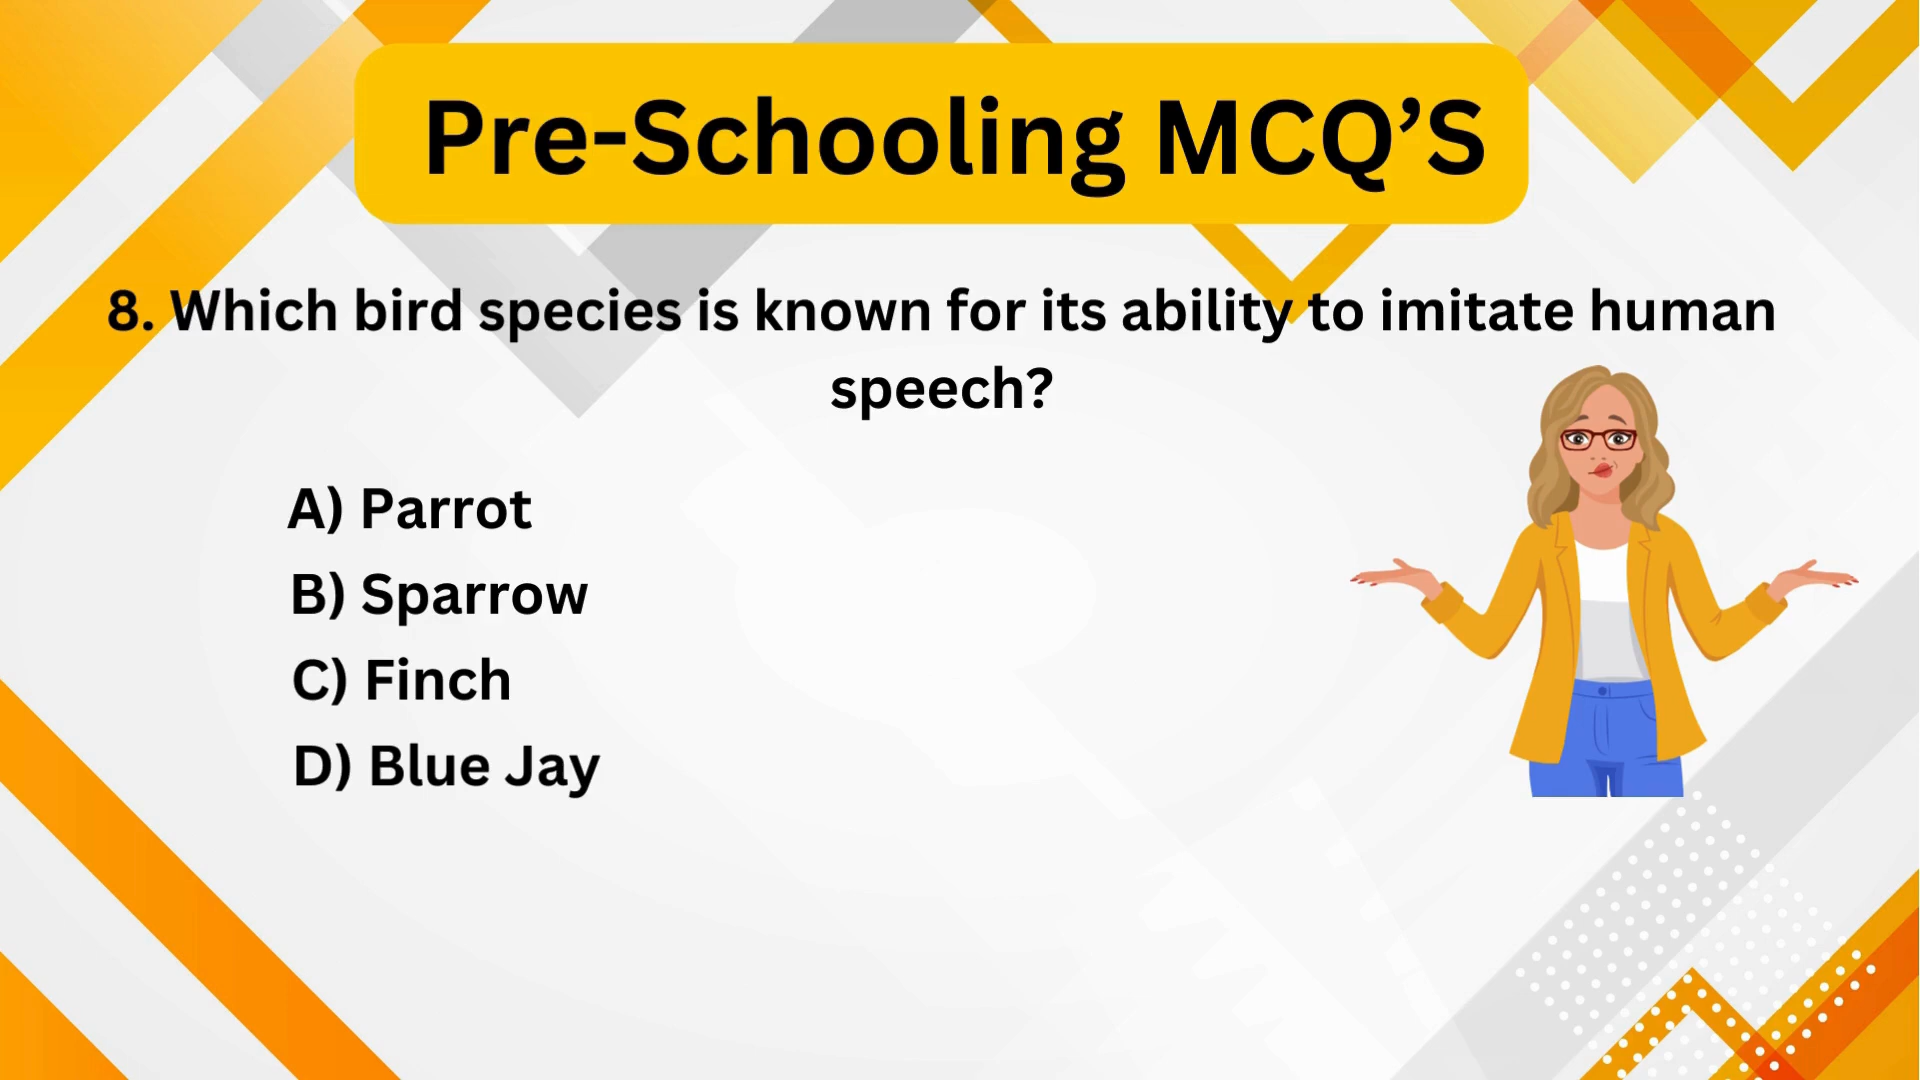 Pre-Schooling MCQ’S
8. Which bird species is known for its ability to imitate human
speech?
A) Parrot
B) Sparrow
C) Finch
D) Blue Jay